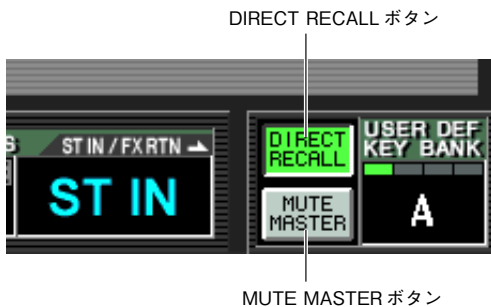 DIRECT RECALL ボタン
S
ST IN / FX RTN
ST IN
DIRECT
RECALL
MUTE
MASTER
USER DEF
KEY BANK
A
MUTE MASTER ボタン